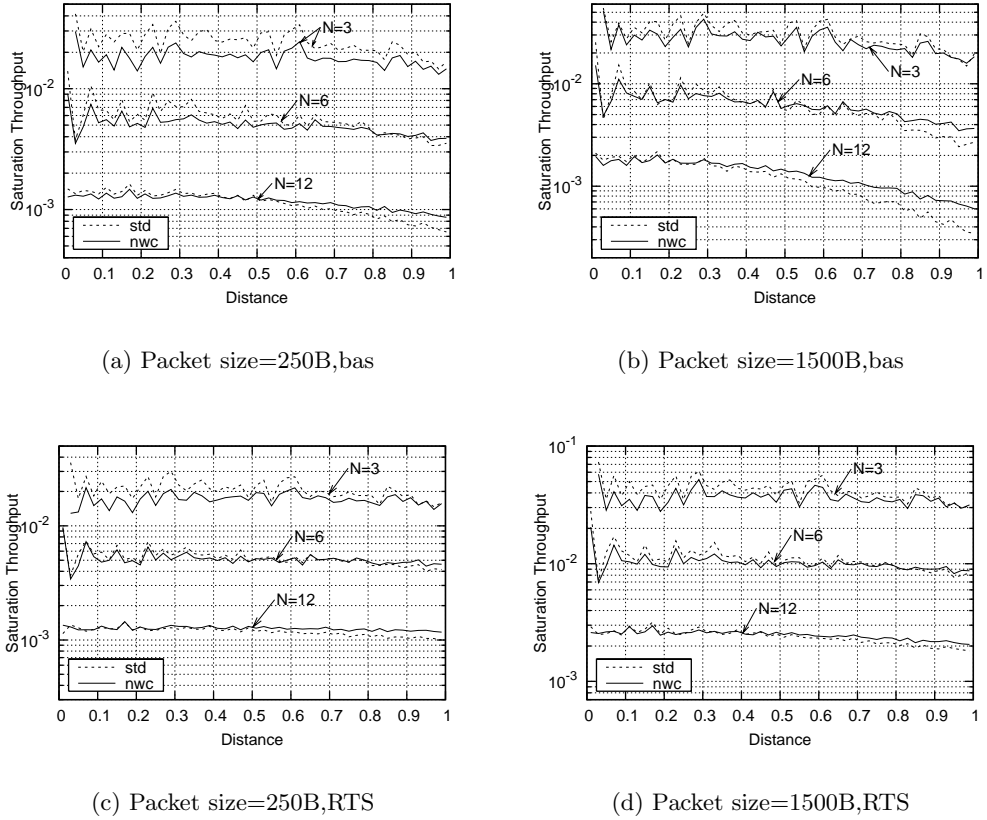 Saturation Throughput
10^-2
10^-3
N=3
N=6
N=12
std
nwc
0 0.1 0.2 0.3 0.4 0.5 0.6 0.7 0.8 0.9 1
Distance
(a) Packet size=250B,bas
Saturation Throughput
10^-2
10^-3
N=3
N=6
N=12
std
nwc
0 0.1 0.2 0.3 0.4 0.5 0.6 0.7 0.8 0.9 1
Distance
(b) Packet size=1500B,bas
Saturation Throughput
10^-2
10^-3
N=3
N=6
N=12
std
nwc
0 0.1 0.2 0.3 0.4 0.5 0.6 0.7 0.8 0.9 1
Distance
(c) Packet size=250B,RTS
Saturation Throughput
10^-1
10^-2
10^-3
N=3
N=6
N=12
std
nwc
0 0.1 0.2 0.3 0.4 0.5 0.6 0.7 0.8 0.9 1
Distance
(d) Packet size=1500B,RTS